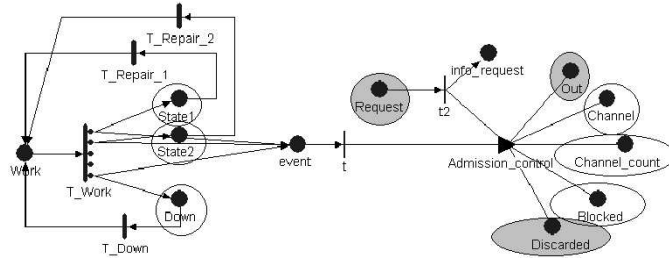 T_Repair_2
T_Repair_1
State1
State2
Work
T_Work
Down
T_Down
event
t
Request
t2
info_request
Admission_control
Out
Channel
Channel_count
Blocked
Discarded